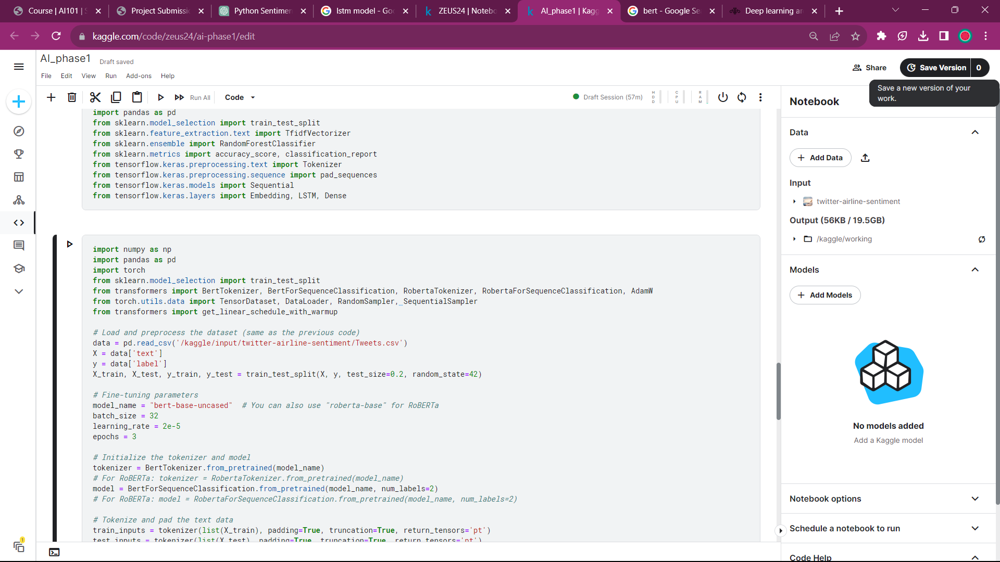 Course | AI101 | S
Project Submissio
Python Sentimen
lstm model - Goo
ZEUS24 | Notebo
AI_phase1 | Kagg
bert - Google Se
Deep learning an
kaggle.com/code/zeus24/ai-phase1/edit
AI_phase1
Draft saved
File Edit View Run Add-ons Help
Share
Save Version 0
Save a new version of your
work.
Run All
Code
Draft Session (57m)
HDD
CPU
RAM
import pandas as pd
from sklearn.model_selection import train_test_split
from sklearn.feature_extraction.text import TfidfVectorizer
from sklearn.ensemble import RandomForestClassifier
from sklearn.metrics import accuracy_score, classification_report
from tensorflow.keras.preprocessing.text import Tokenizer
from tensorflow.keras.preprocessing.sequence import pad_sequences
from tensorflow.keras.models import Sequential
from tensorflow.keras.layers import Embedding, LSTM, Dense
import numpy as np
import pandas as pd
import torch
from sklearn.model_selection import train_test_split
from transformers import BertTokenizer, BertForSequenceClassification, RobertaTokenizer, RobertaForSequenceClassification, AdamW
from torch.utils.data import TensorDataset, DataLoader, RandomSampler, SequentialSampler
from transformers import get_linear_schedule_with_warmup
# Load and preprocess the dataset (same as the previous code)
data = pd.read_csv('/kaggle/input/twitter-airline-sentiment/Tweets.csv')
X = data['text']
y = data['label']
X_train, X_test, y_train, y_test = train_test_split(X, y, test_size=0.2, random_state=42)
# Fine-tuning parameters
model_name = "bert-base-uncased"  # You can also use "roberta-base" for RoBERTa
batch_size = 32
learning_rate = 2e-5
epochs = 3
# Initialize the tokenizer and model
tokenizer = BertTokenizer.from_pretrained(model_name)
# For RoBERTa: tokenizer = RobertaTokenizer.from_pretrained(model_name)
model = BertForSequenceClassification.from_pretrained(model_name, num_labels=2)
# For RoBERTa: model = RobertaForSequenceClassification.from_pretrained(model_name, num_labels=2)
# Tokenize and pad the text data
train_inputs = tokenizer(list(X_train), padding=True, truncation=True, return_tensors='pt')
test_inputs = tokenizer(list(X_test), padding=True, truncation=True, return_tensors='pt')
Notebook
Data
Add Data
Input
twitter-airline-sentiment
Output (56KB / 19.5GB)
/kaggle/working
Models
Add Models
No models added
Add a Kaggle model
Notebook options
Schedule a notebook to run
Code Help
1